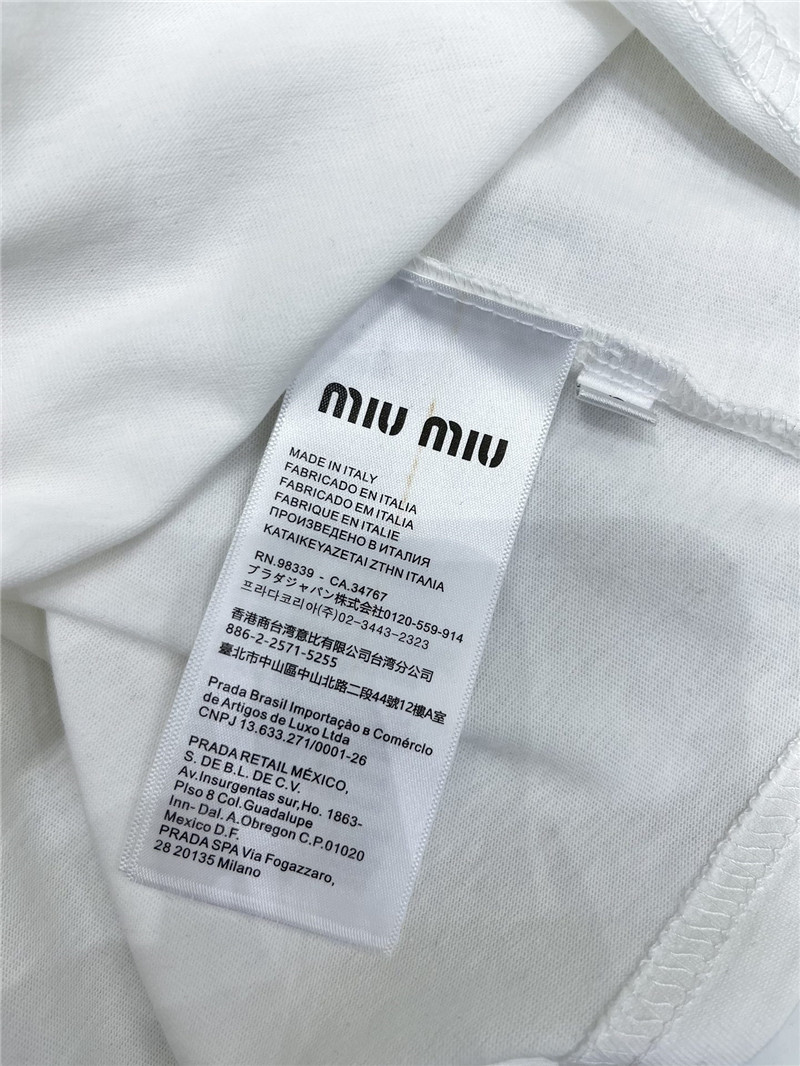 miu miu
MADE IN ITALY
FABRICADO EN ITALIA
FABRICADO EM ITALIA
FABRIQUE EN ITALIE
ПРОИЗВЕДЕНО В ИТАЛИЯ
KATAIKEYAZETAI ZTHN ITAΛIA
RN.98339 - CA.34767
プラダジャパン株式会社0120-559-914
프라다코리아(주)02-3443-2323
香港商台湾意比有限公司台湾分公司
886-2-2571-5255
臺北市中山區中山北路二段44號12樓A室
Prada Brasil Importação в Comérclo
de Artigos de Luxo Ltda
CNPJ 13.633.271/0001-26
PRADA RETAIL MÉXICO,
S. DE B.L. DE C.V.
Av.Insurgentas sur,Ho. 1863-
Plso 8 Col.Guadalupe
Inn- Dal. A.Obregon C.P.01020
Mexico D.F.
PRADA SPA Via Fogazzaro,
28 20135 Milano